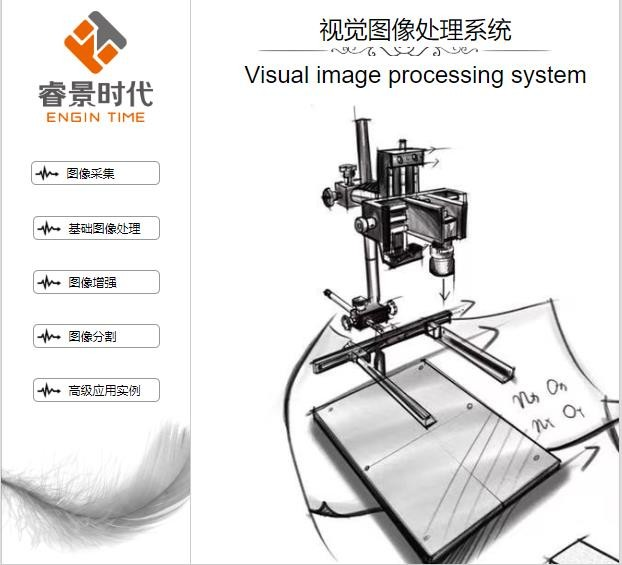 睿景时代
ENGIN TIME
图像采集
基础图像处理
图像增强
图像分割
高级应用实例
视觉图像处理系统
Visual image processing system